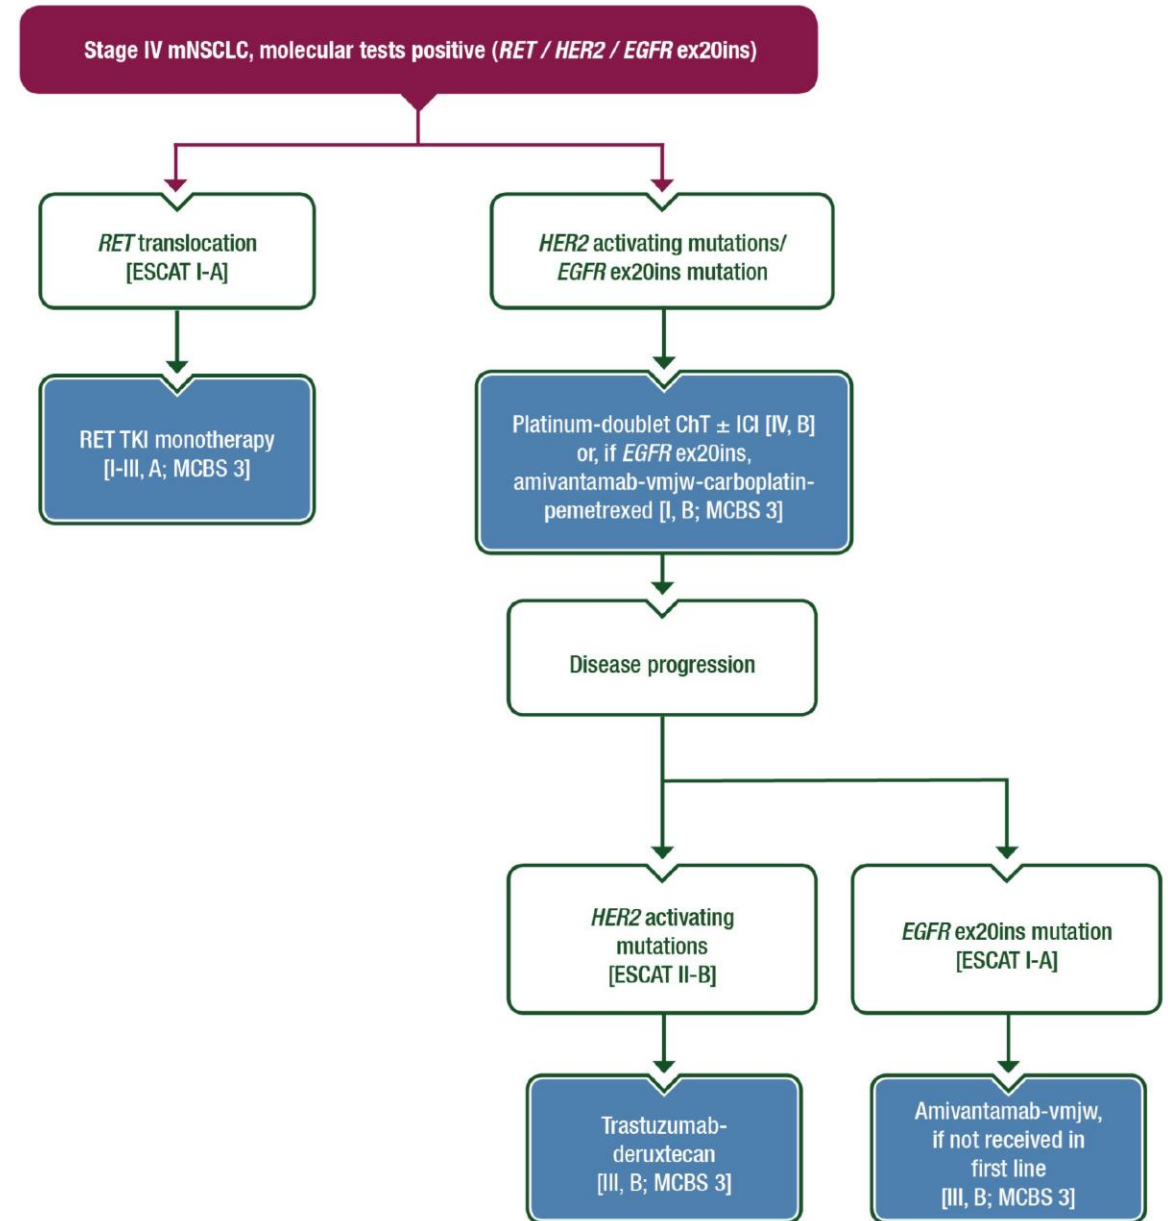 Stage IV mNSCLC, molecular tests positive (RET / HER2 / EGFR ex20ins)
RET translocation
[ESCAT I-A]
HER2 activating mutations/
EGFR ex20ins mutation
RET TKI monotherapy
[I-III, A; MCBS 3]
Platinum-doublet ChT ± ICI [IV, B]
or, if EGFR ex20ins,
amivantamab-vmjw-carboplatin-
pemetrexed [I, B; MCBS 3]
Disease progression
HER2 activating
mutations
[ESCAT II-B]
EGFR ex20ins mutation
[ESCAT I-A]
Trastuzumab-
deruxtecan
[III, B; MCBS 3]
Amivantamab-vmjw,
if not received in
first line
[III, B; MCBS 3]